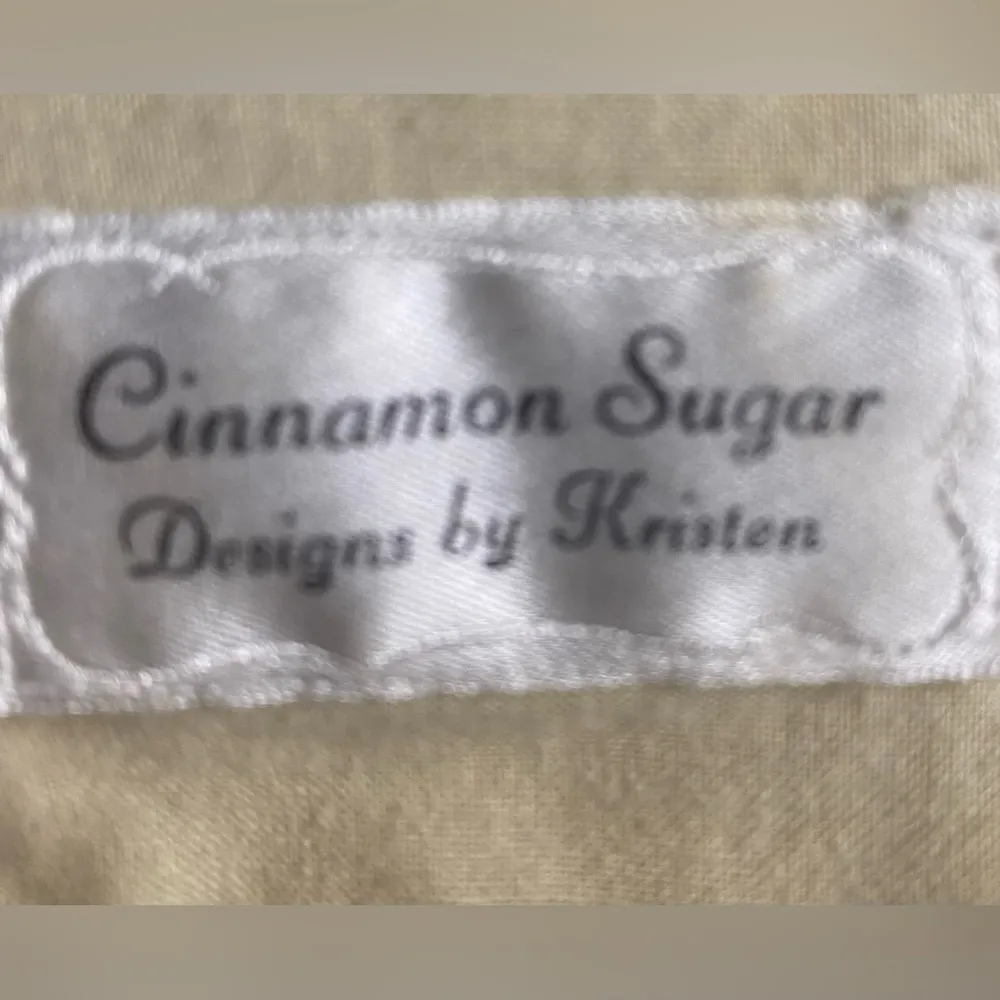 Cinnamon Sugar
Designs by Kristen